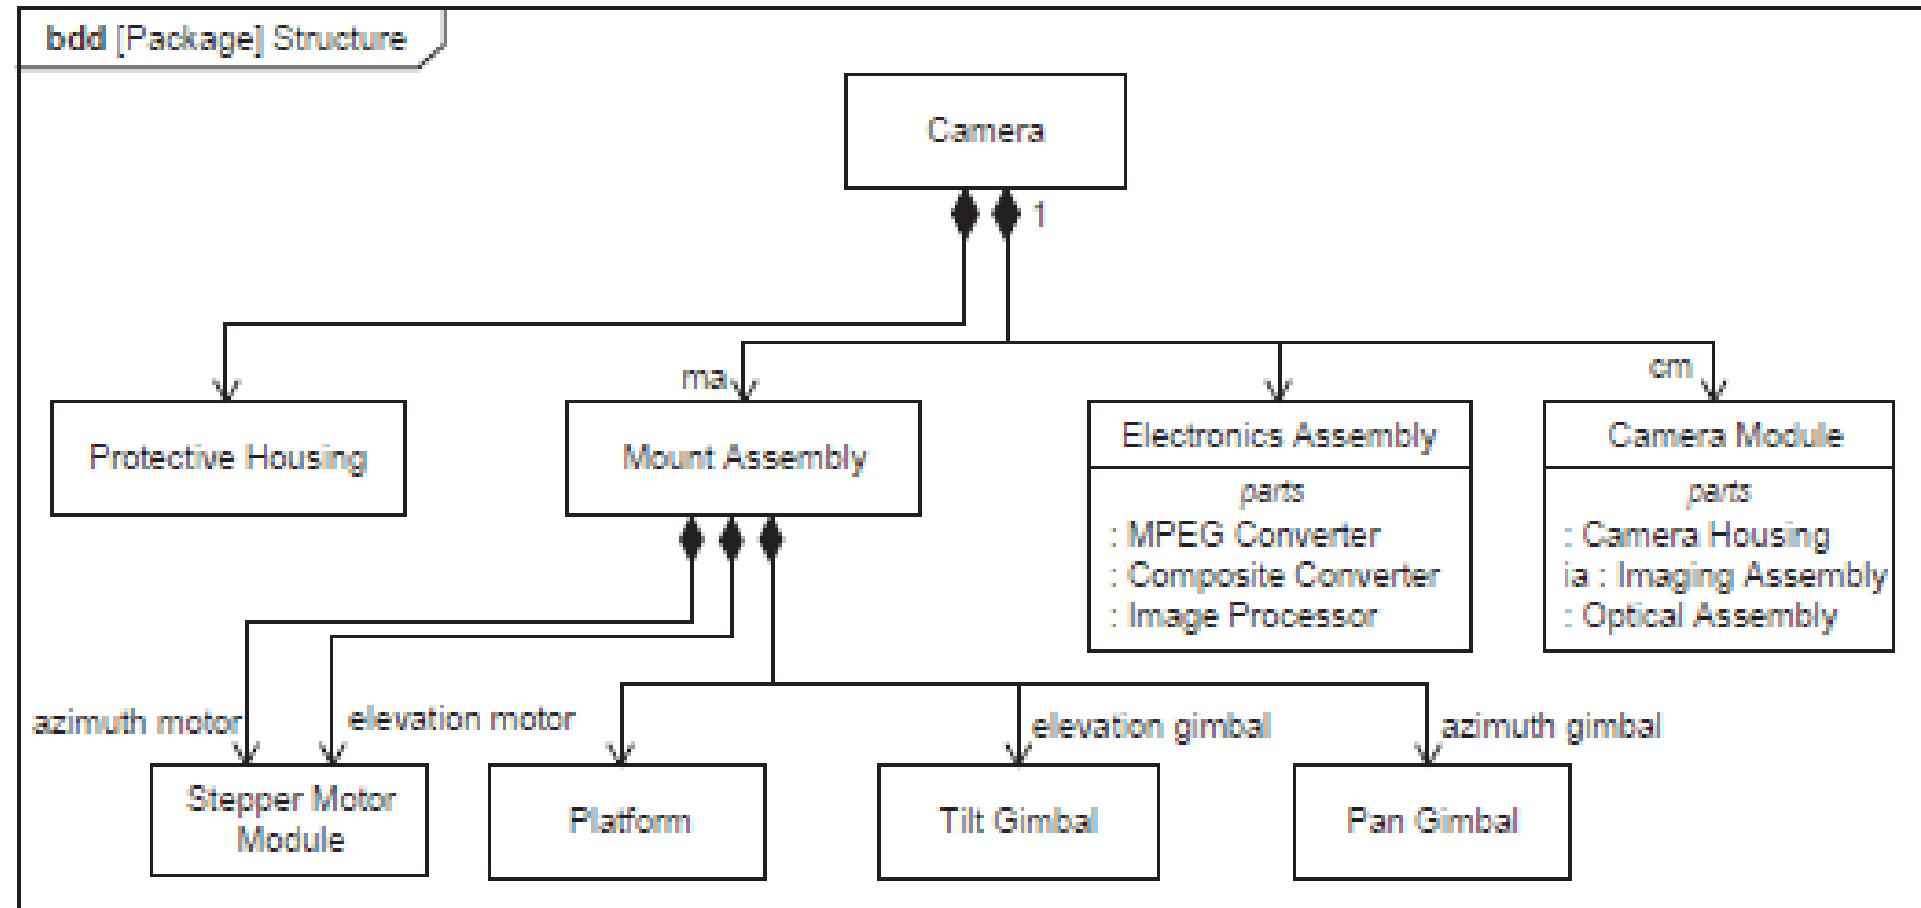 bdd [Package] Structure
Camera
1
ma
cm
Protective Housing
Mount Assembly
Electronics Assembly
parts
: MPEG Converter
: Composite Converter
: Image Processor
Camera Module
parts
: Camera Housing
ia : Imaging Assembly
: Optical Assembly
azimuth motor
elevation motor
elevation gimbal
azimuth gimbal
Stepper Motor
Module
Platform
Tilt Gimbal
Pan Gimbal